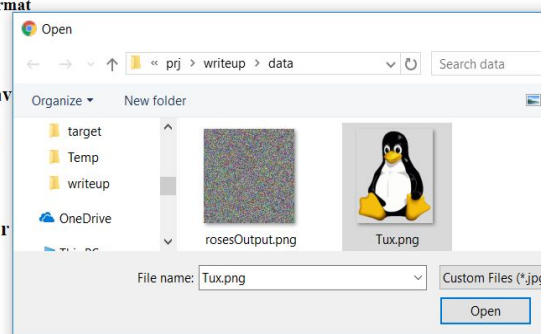 rmat
Open
« prj > writeup > data
Search data
Organize
New folder
target
Temp
writeup
OneDrive
rosesOutput.png
Tux.png
File name: Tux.png
Custom Files (*.jpg
Open